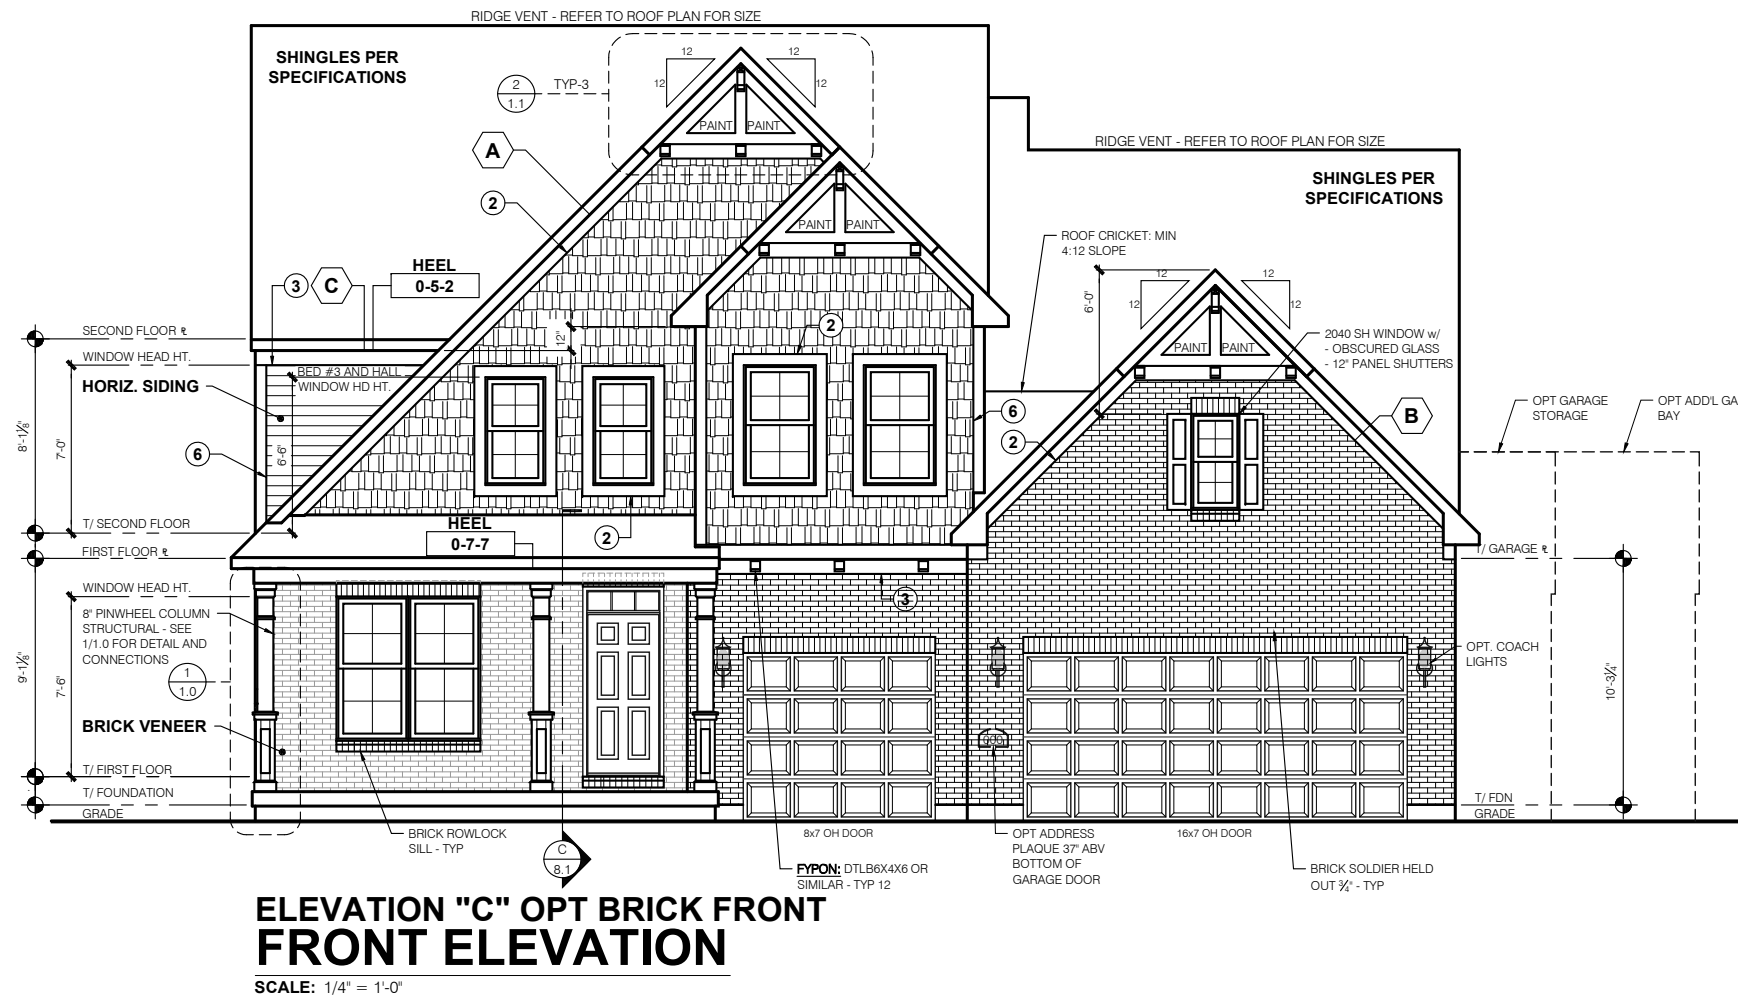 RIDGE VENT - REFER TO ROOF PLAN FOR SIZE
SHINGLES PER
SPECIFICATIONS
12
12
12
12
2
1.1
TYP-3
PAINT
PAINT
A
2
RIDGE VENT - REFER TO ROOF PLAN FOR SIZE
SHINGLES PER
SPECIFICATIONS
PAINT
PAINT
ROOF CRICKET: MIN
4:12 SLOPE
3
C
HEEL
0-5-2
6'-0"
12
12
12
12
SECOND FLOOR ℄
WINDOW HEAD HT.
HORIZ. SIDING
BED #3 AND HALL
WINDOW HD HT.
12"
2
2040 SH WINDOW w/
- OBSCURED GLASS
- 12" PANEL SHUTTERS
PAINT
PAINT
6
2
B
OPT GARAGE
STORAGE
OPT ADD'L GA
BAY
8'-1⅛"
7'-0"
6
6'-6"
T/ SECOND FLOOR
HEEL
0-7-7
2
FIRST FLOOR ℄
T/ GARAGE ℄
WINDOW HEAD HT.
8" PINWHEEL COLUMN
STRUCTURAL - SEE
1/1.0 FOR DETAIL AND
CONNECTIONS
3
9'-1⅛"
7'-6"
1
1.0
BRICK VENEER
OPT. COACH
LIGHTS
10'-3¼"
000
T/ FIRST FLOOR
T/ FOUNDATION
GRADE
T/ FDN
GRADE
BRICK ROWLOCK
SILL - TYP
C
8.1
8x7 OH DOOR
FYPON: DTLB6X4X6 OR
SIMILAR - TYP 12
OPT ADDRESS
PLAQUE 37" ABV
BOTTOM OF
GARAGE DOOR
16x7 OH DOOR
BRICK SOLDIER HELD
OUT ¾" - TYP
ELEVATION "C" OPT BRICK FRONT
FRONT ELEVATION
SCALE: 1/4" = 1'-0"